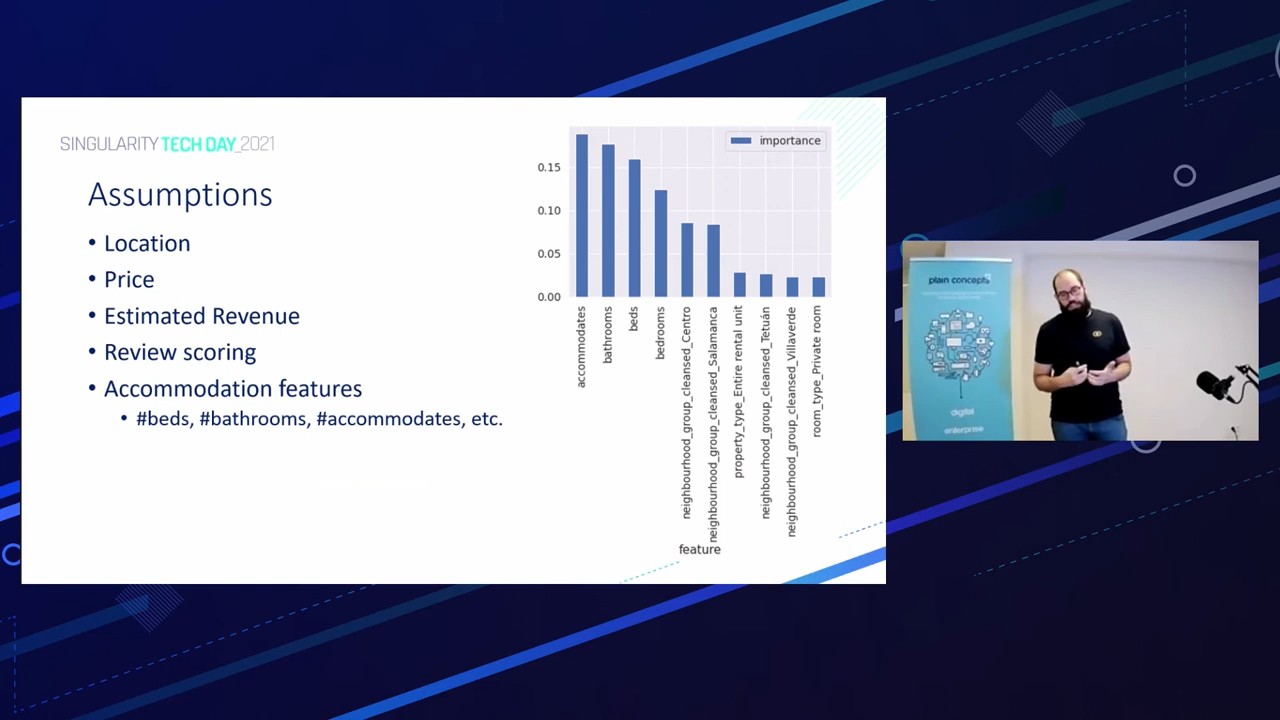 SINGULARITY TECH DAY_2021
Assumptions
• Location
• Price
• Estimated Revenue
• Review scoring
• Accommodation features
• #beds, #bathrooms, #accommodates, etc.
importance
0.15
0.10
0.05
0.00
accommodates
bathrooms
beds
bedrooms
neighbourhood_group_cleansed_Centro
neighbourhood_group_cleansed_Salamanca
property_type_Entire rental unit
neighbourhood_group_cleansed_Tetuán
neighbourhood_group_cleansed_Villaverde
room_type_Private room
feature
plain concepts
digital
enterprise